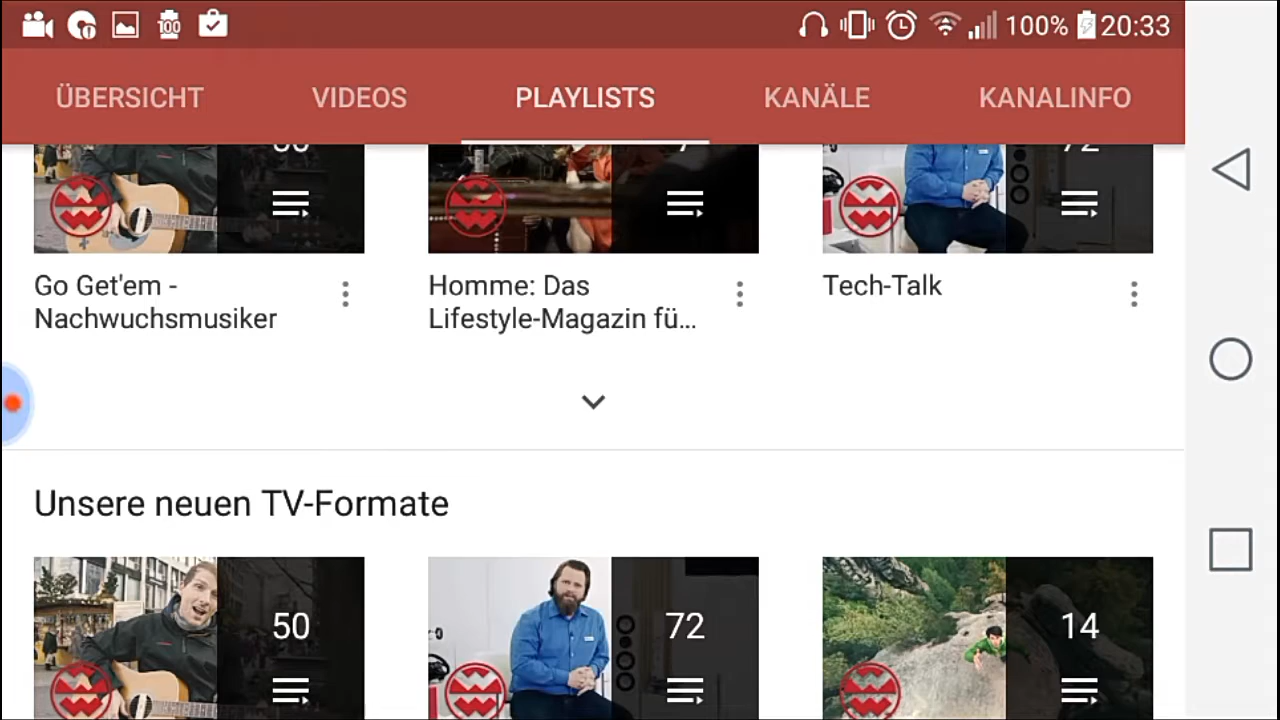 100
100% 20:33
ÜBERSICHT VIDEOS PLAYLISTS KANÄLE KANALINFO
Go Get'em -
Nachwuchsmusiker
Homme: Das
Lifestyle-Magazin fü...
Tech-Talk
Unsere neuen TV-Formate
50 72 14